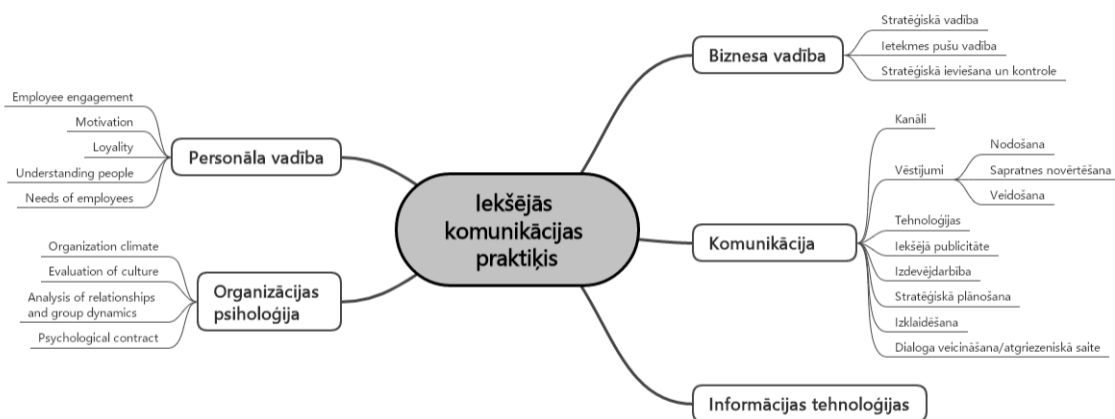 Iekšējās
komunikācijas
praktiķis
Personāla vadība
Employee engagement
Motivation
Loyality
Understanding people
Needs of employees
Organizācijas
psiholoģija
Organization climate
Evaluation of culture
Analysis of relationships
and group dynamics
Psychological contract
Biznesa vadība
Stratēģiskā vadība
Ietekmes pušu vadība
Stratēģiskā ieviešana un kontrole
Komunikācija
Kanāli
Vēstījumi
Nodošana
Sapratnes novērtēšana
Veidošana
Tehnoloģijas
Iekšējā publicitāte
Izdevējdarbība
Stratēģiskā plānošana
Izklaidēšana
Dialoga veicināšana/atgriezeniskā saite
Informācijas tehnoloģijas